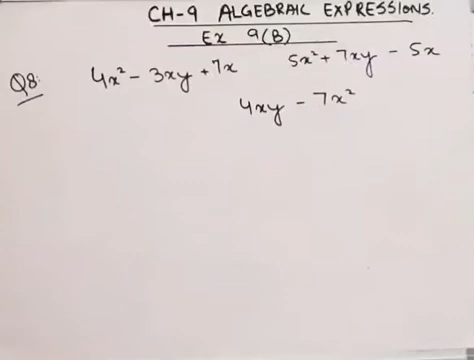 CH-9 ALGEBRAIC EXPRESSIONS.
Ex 9(B)
Q8. 4x² - 3xy + 7x 5x² + 7xy - 5x
4xy - 7x²